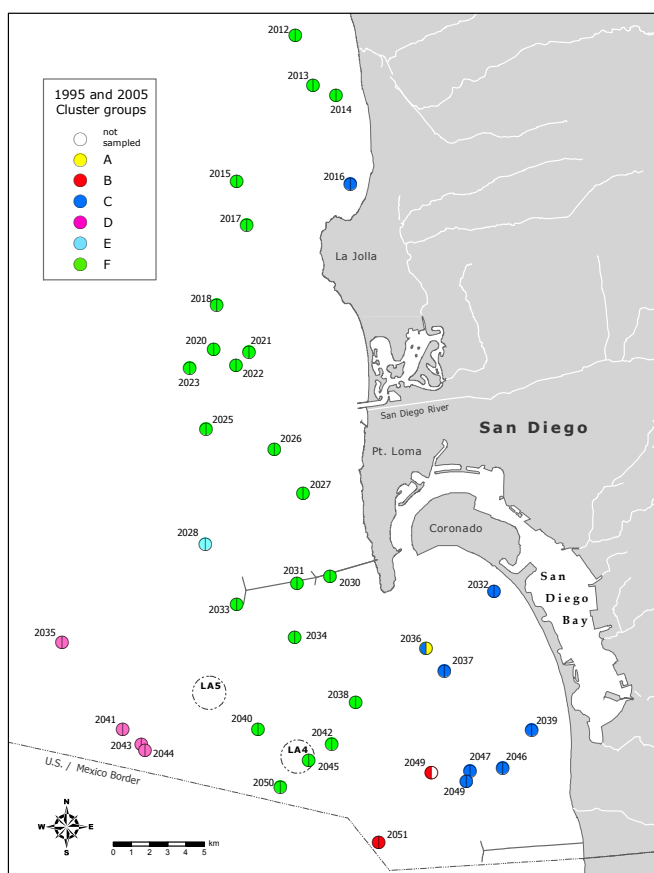 2012
2013
2014
1995 and 2005
Cluster groups
not
sampled
A
B
C
D
E
F
2015
2016
2017
La Jolla
2018
2020
2021
2022
2023
San Diego River
2025
San Diego
2026
Pt. Loma
2027
Coronado
2028
2031
2030
San
Diego
Bay
2032
2033
2034
2035
2036
2037
LA5
2038
2039
2040
2041
2042
2043
2044
LA4
2045
2046
2047
2049
2049
2050
U.S. / Mexico Border
N
W
E
S
0
1
2
3
4
5
km
2051